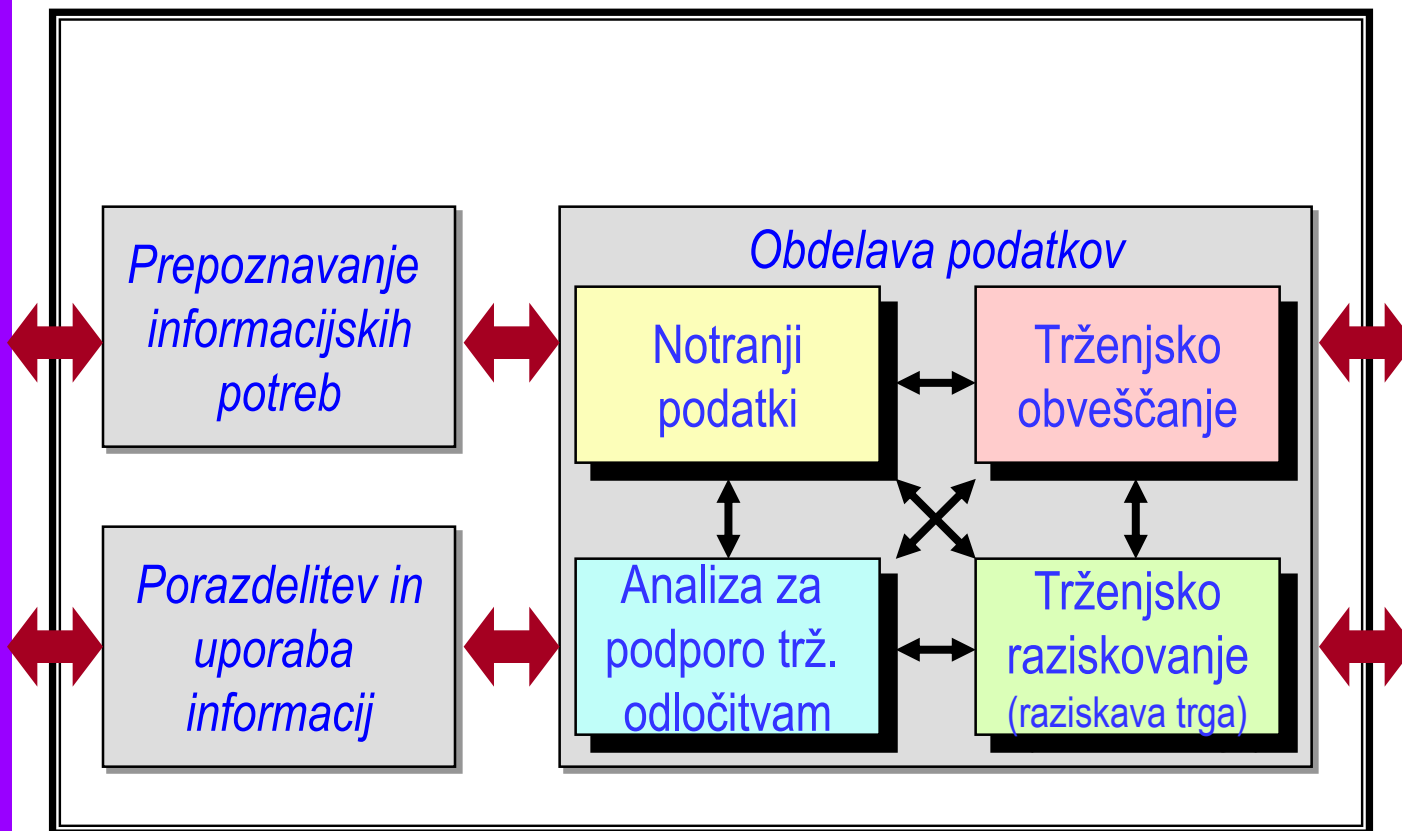 Prepoznavanje
informacijskih
potreb
Porazdelitev in
uporaba
informacij
Obdelava podatkov
Notranji
podatki
Trženjsko
obveščanje
Analiza za
podporo trž.
odločitvam
Trženjsko
raziskovanje
(raziskava trga)